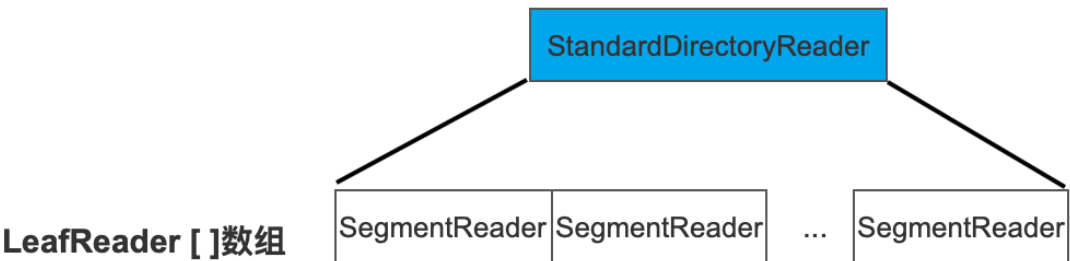 StandardDirectoryReader
LeafReader [ ]数组
SegmentReader SegmentReader ... SegmentReader